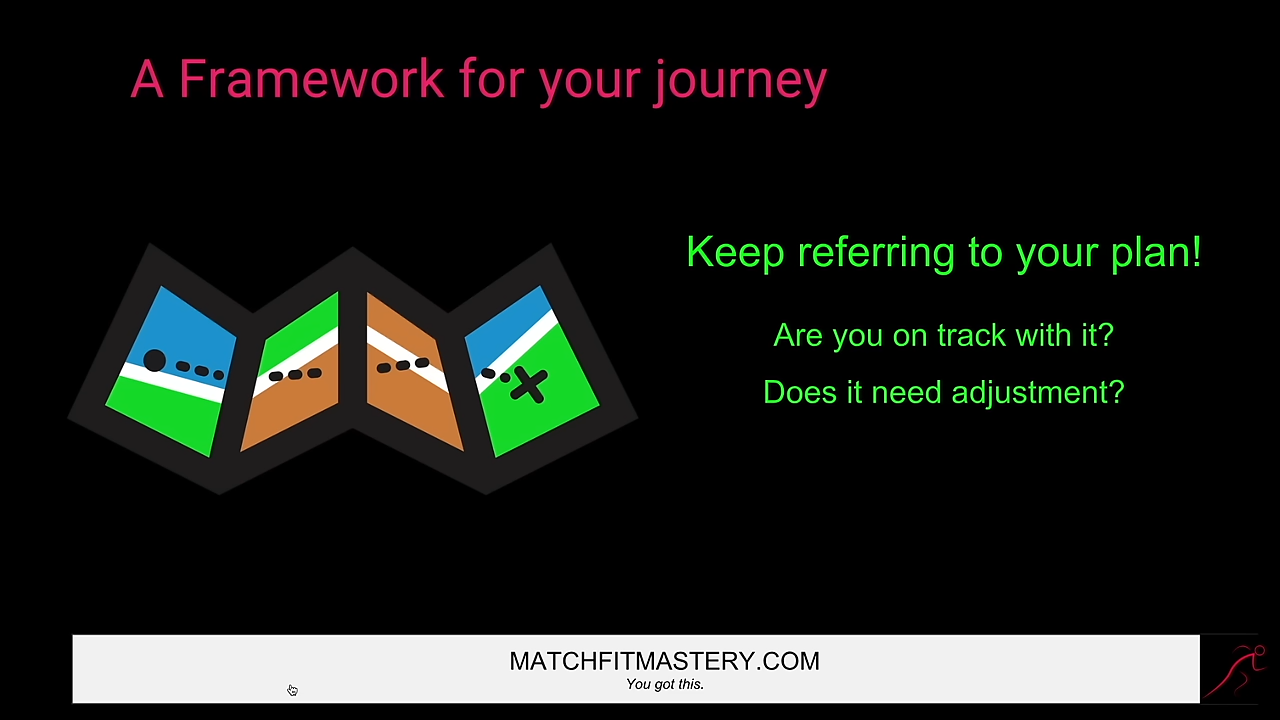 A Framework for your journey
Keep referring to your plan!
Are you on track with it?
Does it need adjustment?
MATCHFITMASTERY.COM
You got this.